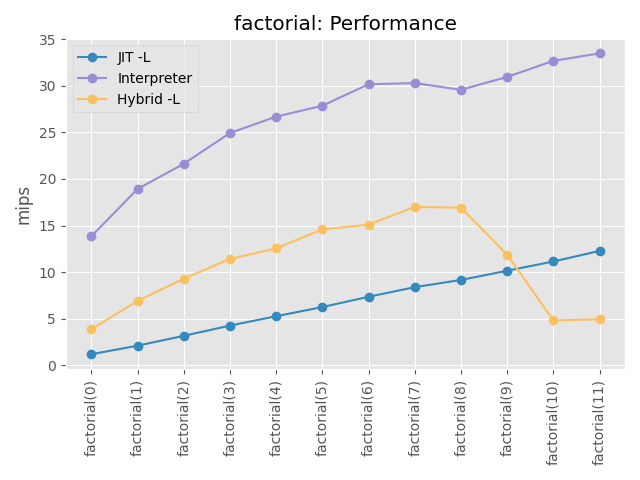 factorial: Performance
JIT -L
Interpreter
Hybrid -L
mips
35
30
25
20
15
10
5
0
factorial(0)
factorial(1)
factorial(2)
factorial(3)
factorial(4)
factorial(5)
factorial(6)
factorial(7)
factorial(8)
factorial(9)
factorial(10)
factorial(11)